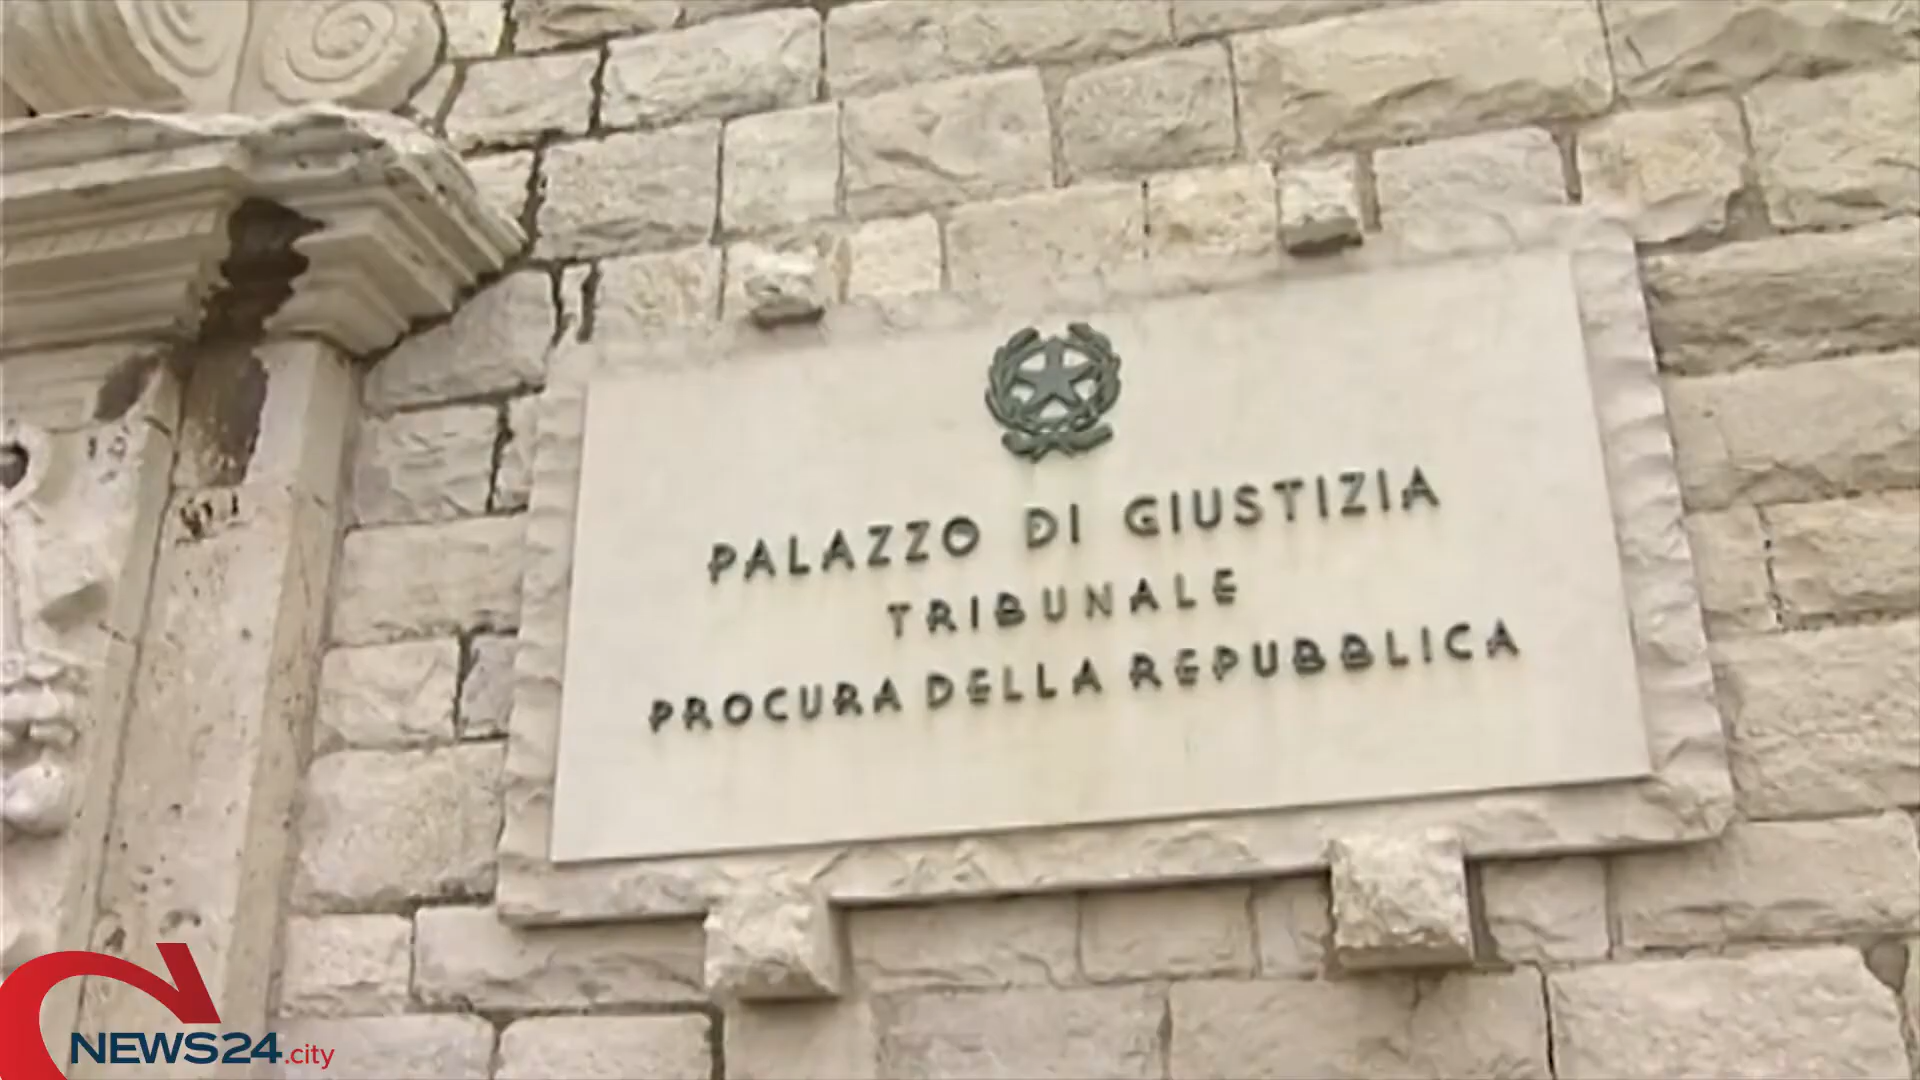 PALAZZO DI GIUSTIZIA
TRIBUNALE
PROCURA DELLA REPUBBLICA
NEWS24.city